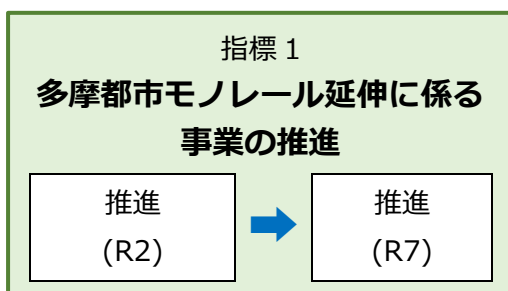 指標 1
多摩都市モノレール延伸に係る
事業の推進
推進
(R2)
推進
(R7)